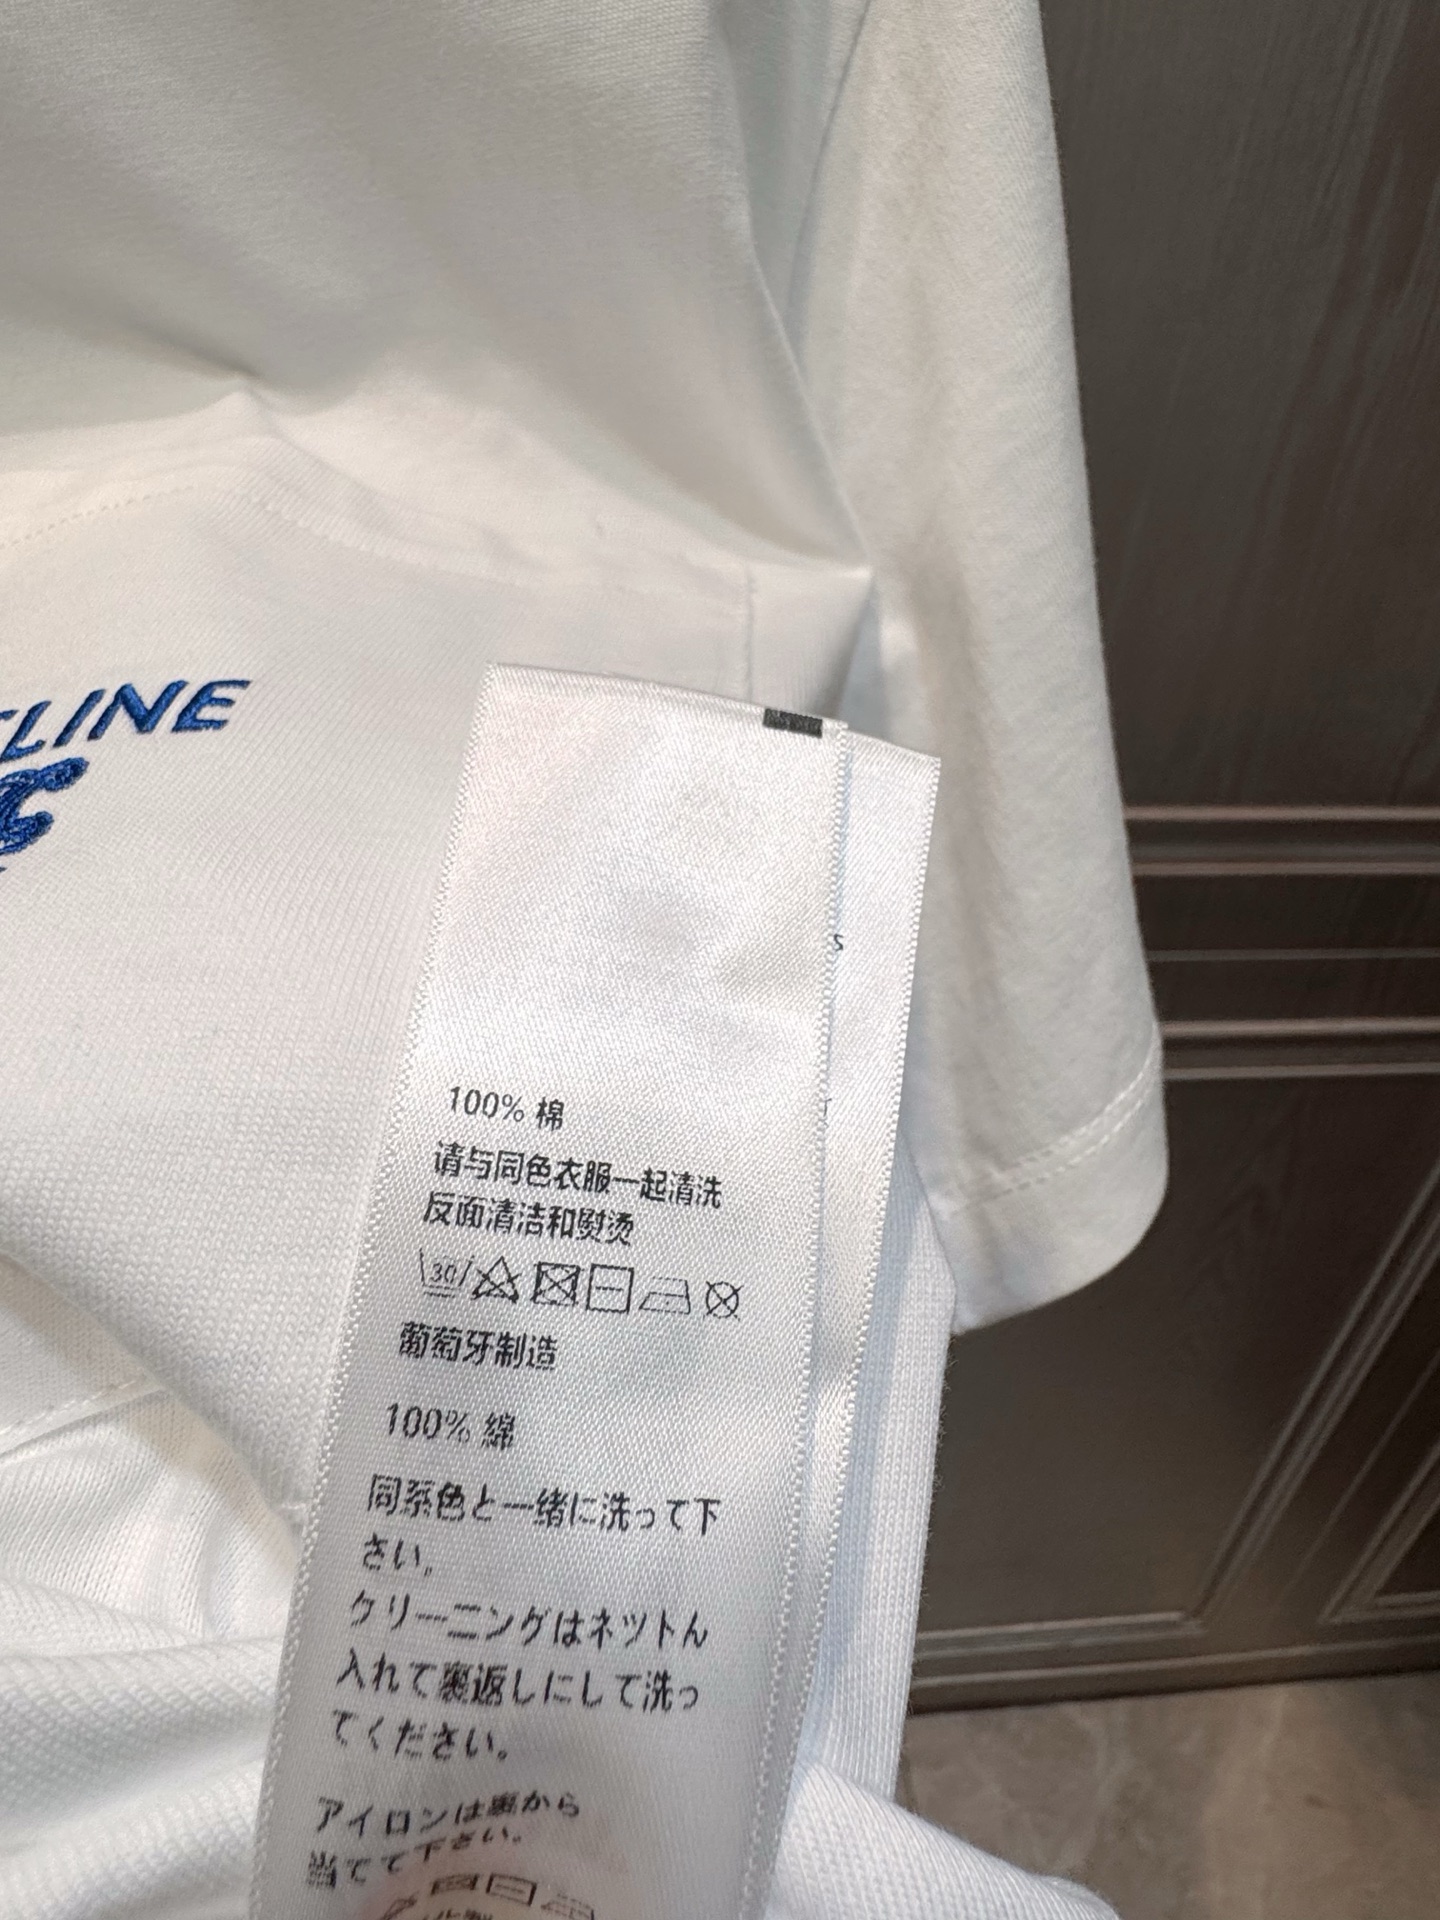 LINE
100% 棉
请与同色衣服一起清洗
反面清洁和熨烫
30
葡萄牙制造
100% 綿
同系色と一緒に洗って下
さい。
クリーニングはネットん
入れて裏返しにして洗っ
てください。
アイロンは裏から
当てて下さい。